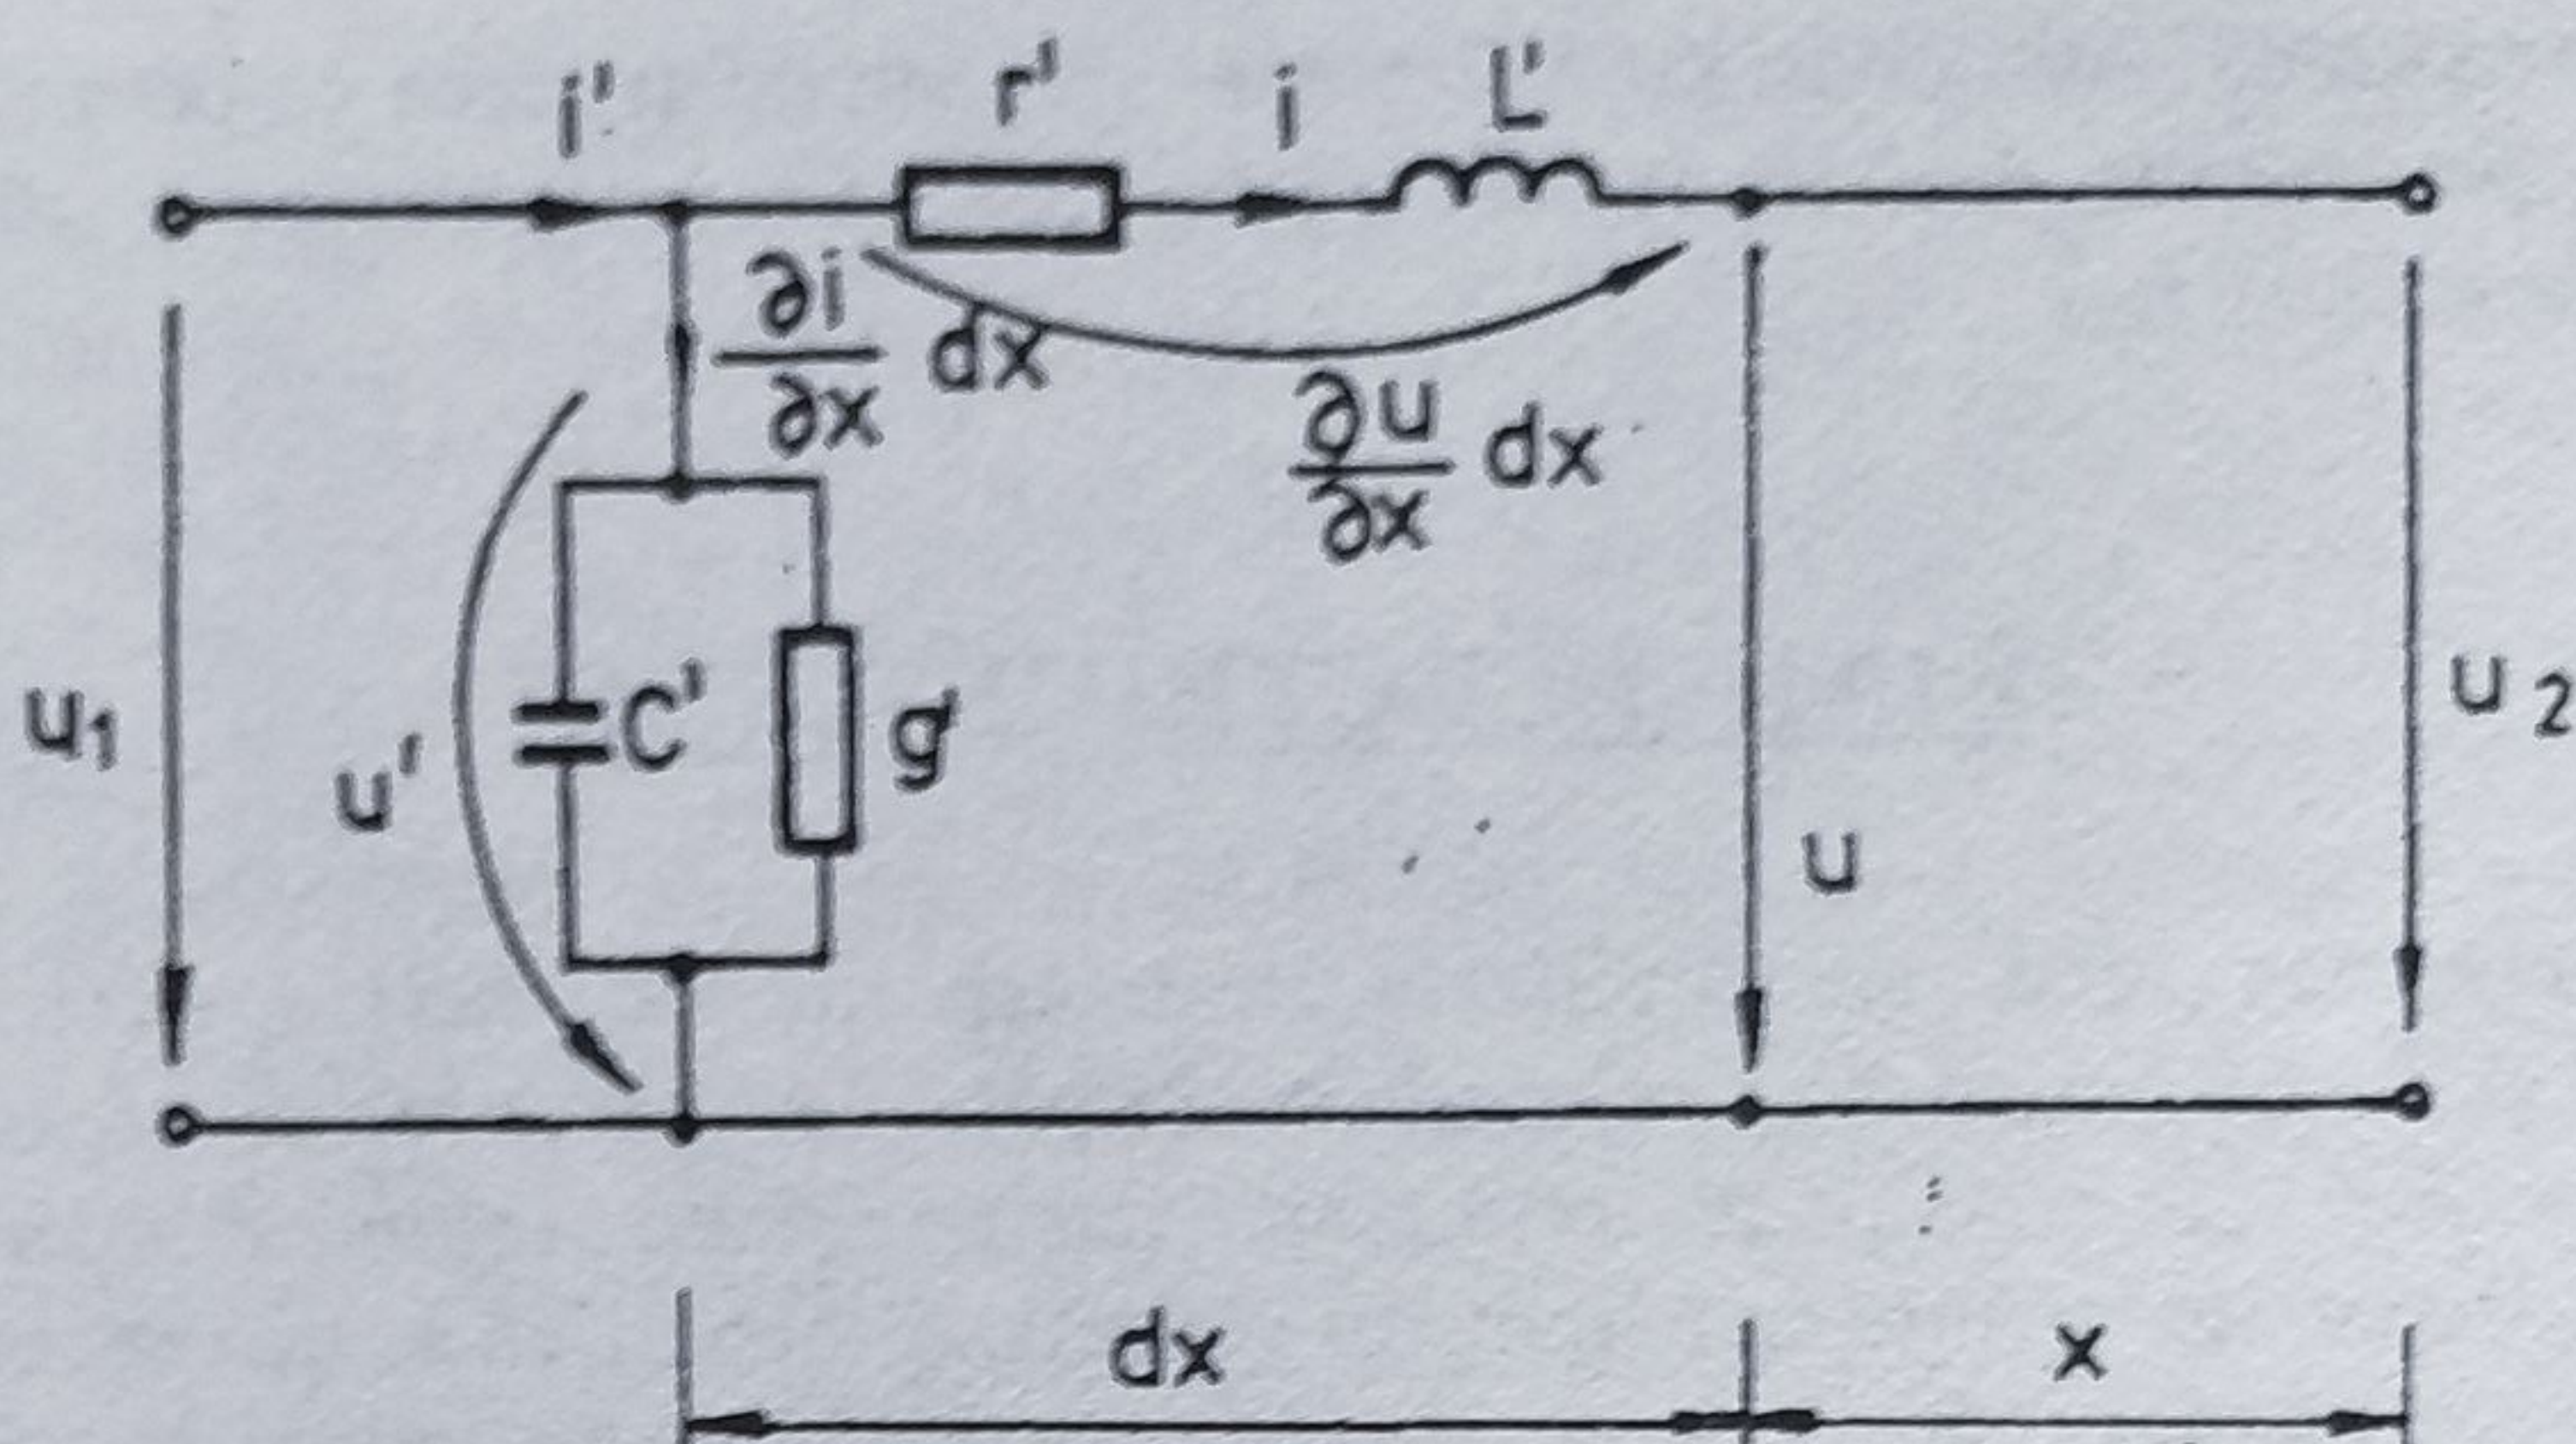 i'
r'
i
L'
∂i/∂x dx
∂u/∂x dx
u₁
u'
C'
g'
u
u₂
dx
x